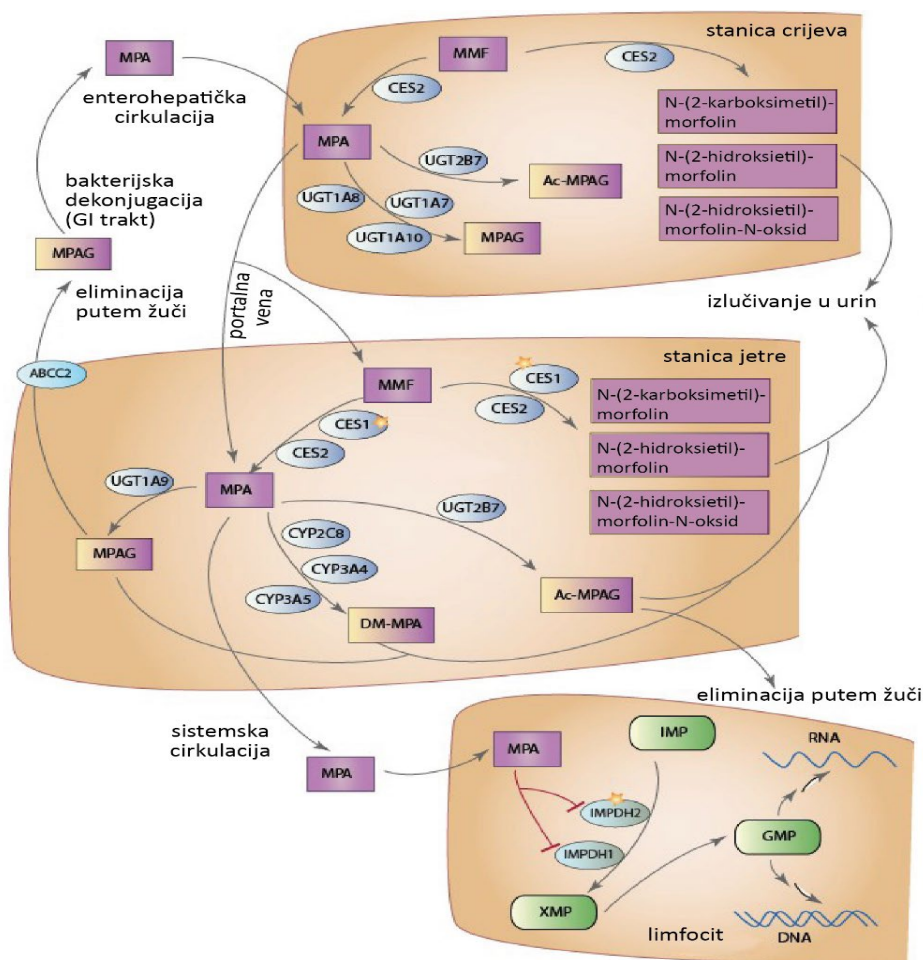 stanica crijeva
MPA
MMF
CES2
CES2
enterohepatička
cirkulacija
N-(2-karboksimetil)-
morfolin
MPA
UGT2B7
N-(2-hidroksietil)-
morfolin
bakterijska
dekonjugacija
(GI trakt)
Ac-MPAG
UGT1A8
UGT1A7
N-(2-hidroksietil)-
morfolin-N-oksid
UGT1A10
MPAG
MPAG
eliminacija
putem žuči
portalna
vena
izlučivanje u urin
ABCC2
stanica jetre
MMF
CES1
CES2
N-(2-karboksimetil)-
morfolin
CES1
CES2
N-(2-hidroksietil)-
morfolin
UGT1A9
MPA
UGT2B7
N-(2-hidroksietil)-
morfolin-N-oksid
MPAG
CYP2C8
CYP3A4
CYP3A5
Ac-MPAG
DM-MPA
eliminacija putem žuči
sistemska
cirkulacija
MPA
MPA
IMP
RNA
IMPDH2
IMPDH1
GMP
XMP
limfocit
DNA